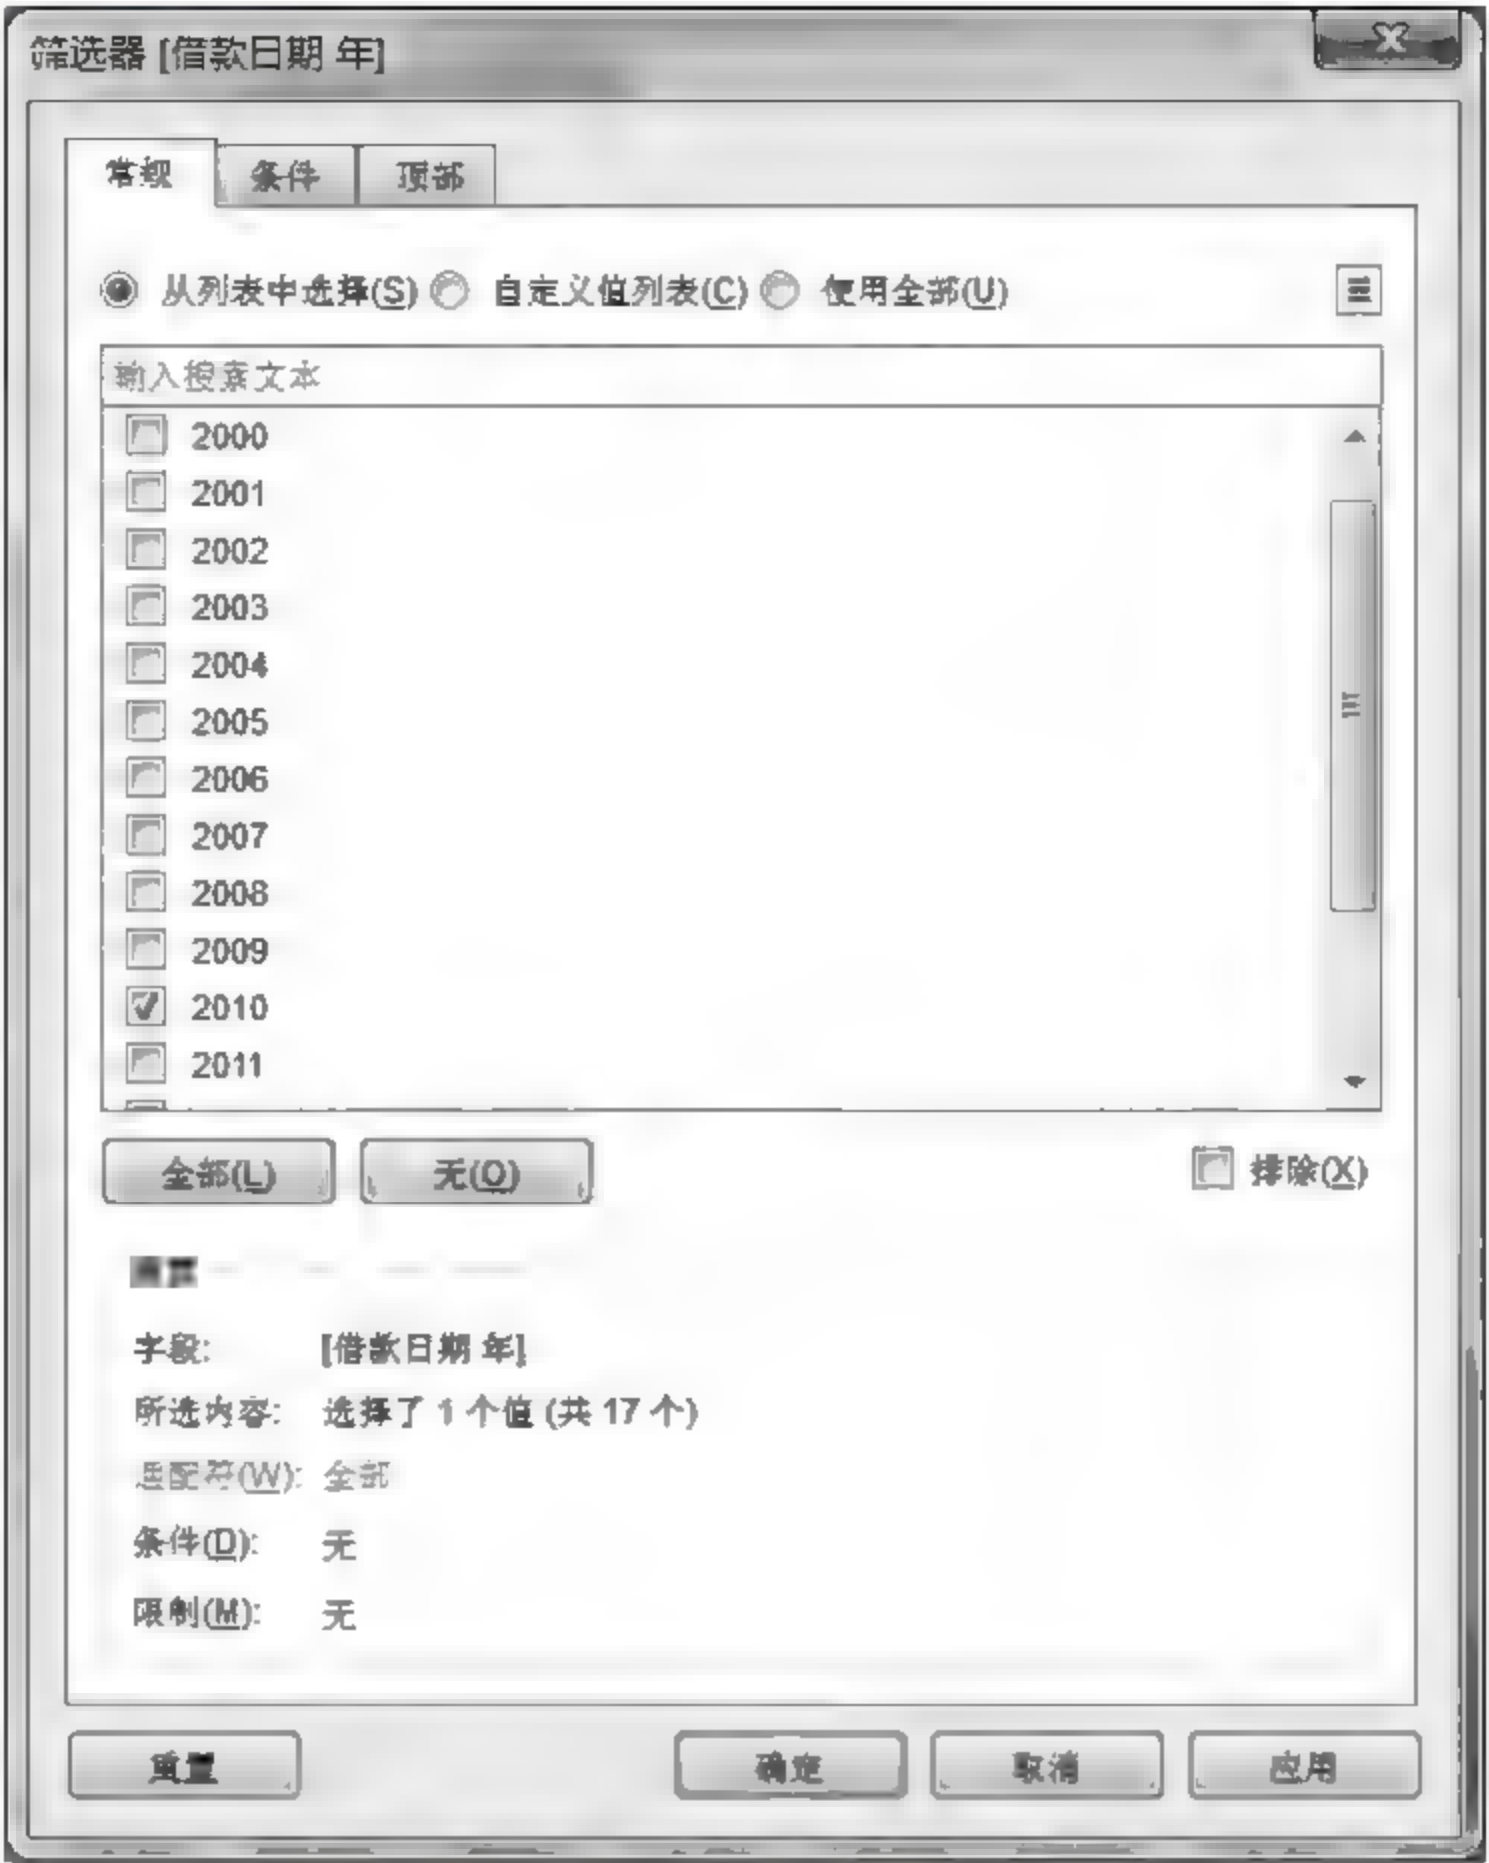 筛选器 [借款日期 年]
常规 条件 顶部
从列表中选择(S) 自定义值列表(C) 使用全部(U)
输入搜索文本
2000
2001
2002
2003
2004
2005
2006
2007
2008
2009
2010
2011
全部(L) 无(O) 排除(X)
字段: [借款日期 年]
所选内容: 选择了 1 个值 (共 17 个)
通配符(W): 全部
条件(D): 无
限制(M): 无
重置 确定 取消 应用